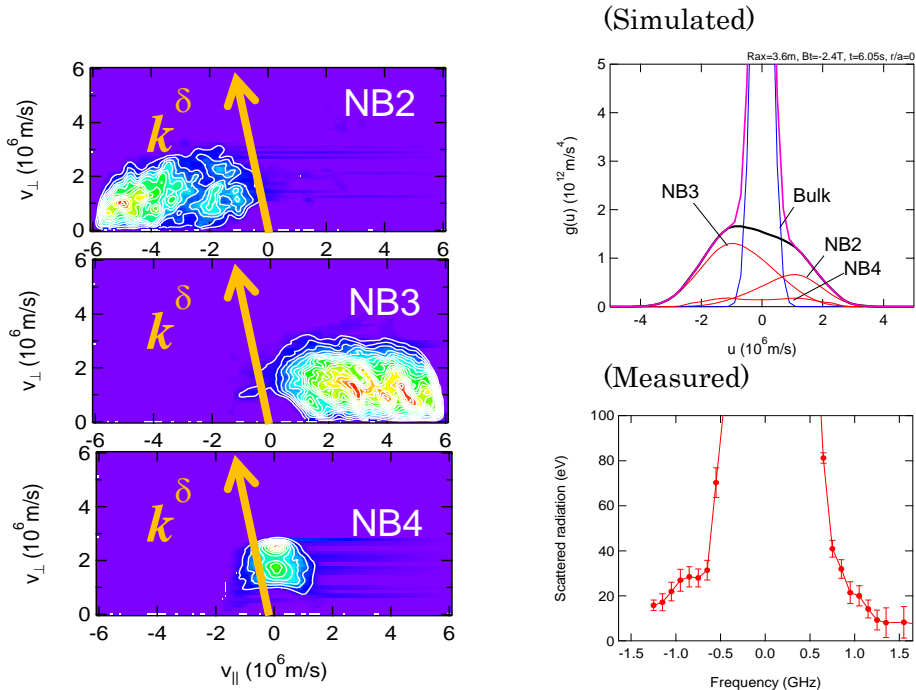 (Simulated)
Rax=3.6m, Bt=-2.4T, t=6.05s, r/a=0
6
4
2
0
v⊥ (10⁶m/s)
k^δ
NB2
-6 -4 -2 0 2 4 6
6
4
2
0
v⊥ (10⁶m/s)
k^δ
NB3
-6 -4 -2 0 2 4 6
6
4
2
0
v⊥ (10⁶m/s)
k^δ
NB4
-6 -4 -2 0 2 4 6
v|| (10⁶m/s)
5
4
3
2
1
0
g(u) (10¹²m/s⁴)
NB3
Bulk
NB2
NB4
-4 -2 0 2 4
u (10⁶m/s)
(Measured)
100
80
60
40
20
0
Scattered radiation (eV)
-1.5 -1.0 -0.5 0.0 0.5 1.0 1.5
Frequency (GHz)